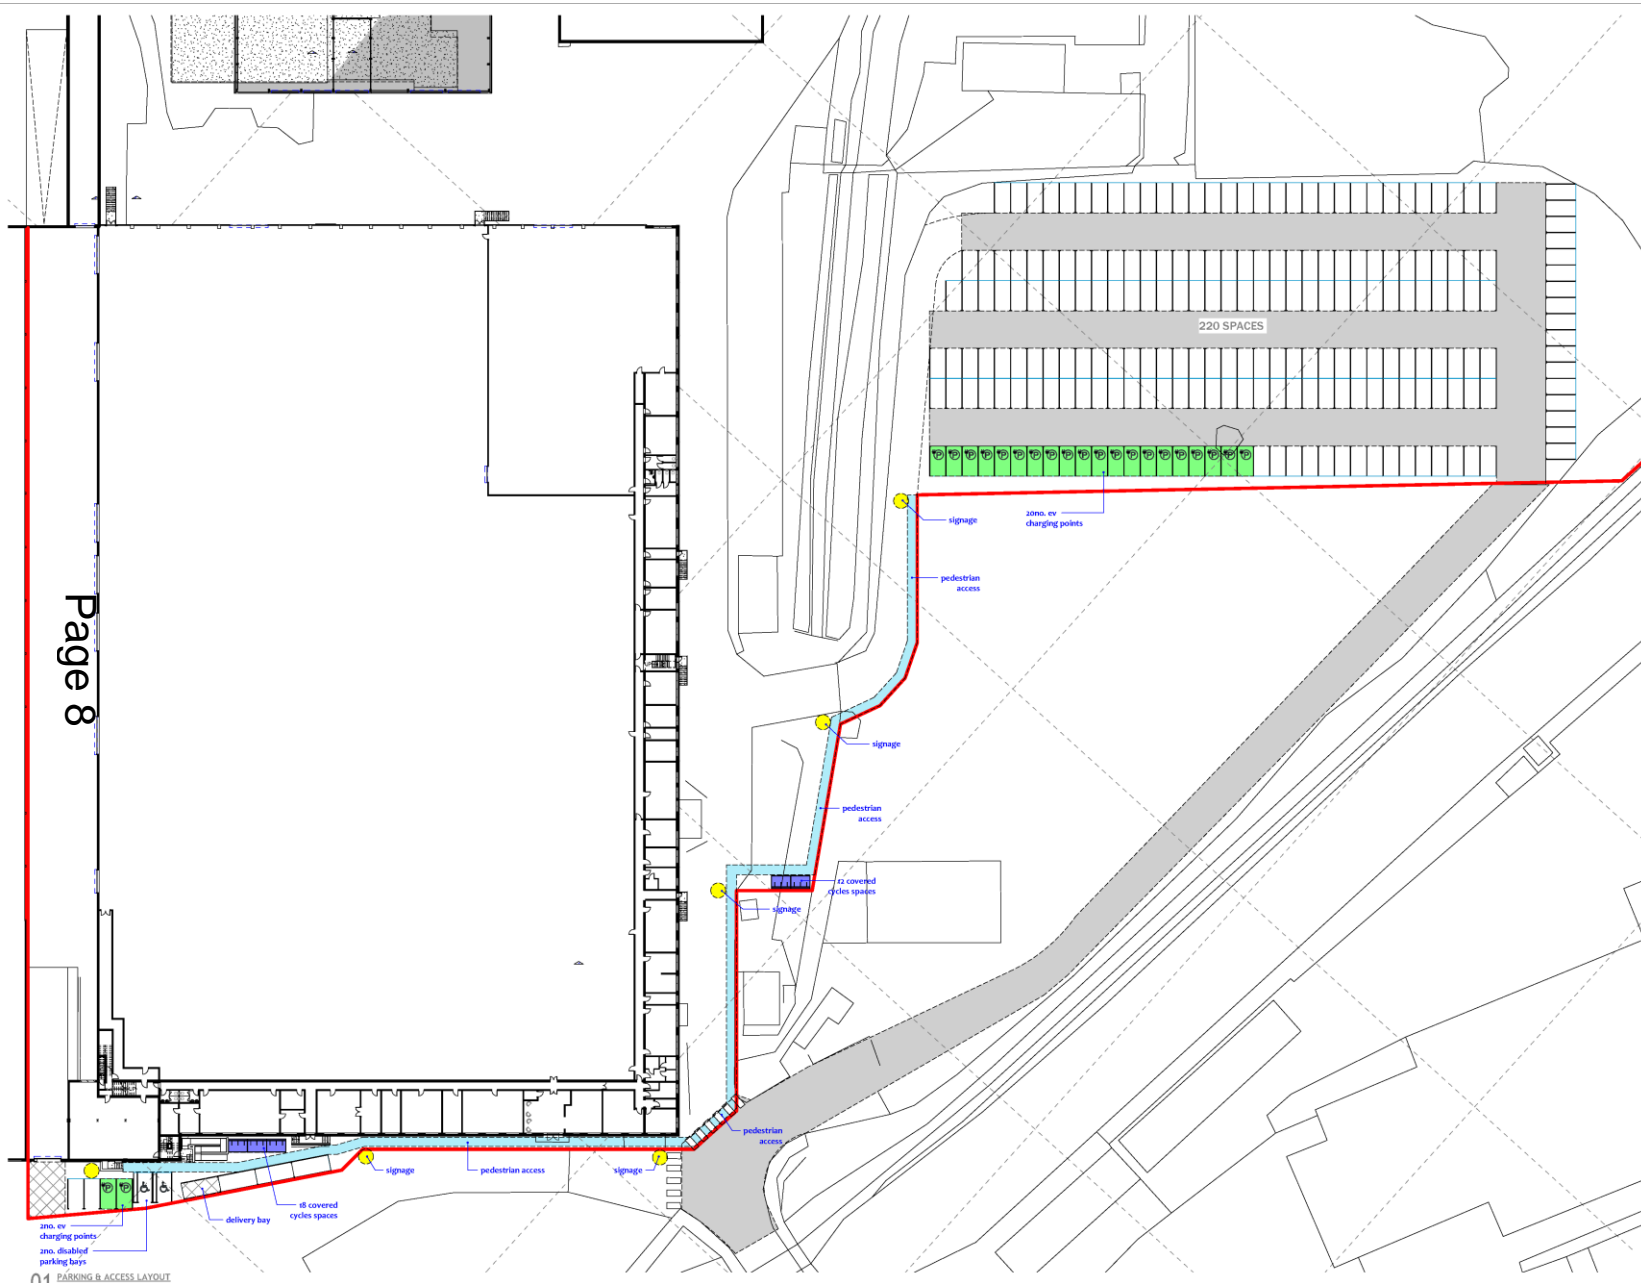 220 SPACES
signage
20no. ev
charging points
pedestrian
access
Page 8
signage
pedestrian
access
12 covered
cycles spaces
signage
pedestrian
access
signage
pedestrian access
signage
18 covered
cycles spaces
delivery bay
2no. ev
charging points
2no. disabled
parking bays
01 PARKING & ACCESS LAYOUT